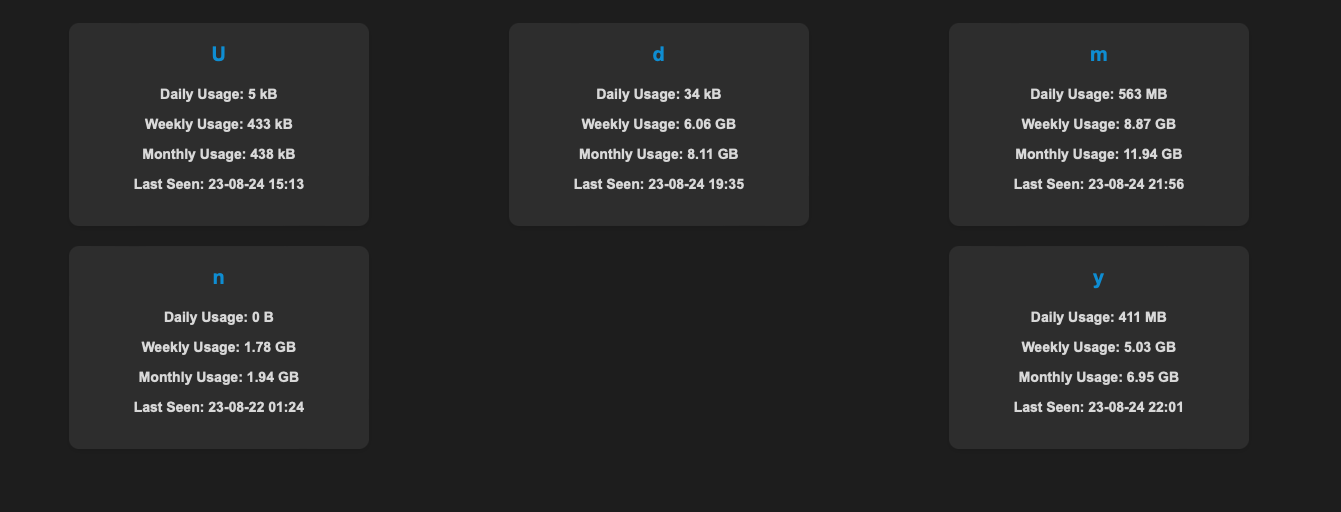 U
Daily Usage: 5 kB
Weekly Usage: 433 kB
Monthly Usage: 438 kB
Last Seen: 23-08-24 15:13
d
Daily Usage: 34 kB
Weekly Usage: 6.06 GB
Monthly Usage: 8.11 GB
Last Seen: 23-08-24 19:35
m
Daily Usage: 563 MB
Weekly Usage: 8.87 GB
Monthly Usage: 11.94 GB
Last Seen: 23-08-24 21:56
n
Daily Usage: 0 B
Weekly Usage: 1.78 GB
Monthly Usage: 1.94 GB
Last Seen: 23-08-22 01:24
y
Daily Usage: 411 MB
Weekly Usage: 5.03 GB
Monthly Usage: 6.95 GB
Last Seen: 23-08-24 22:01